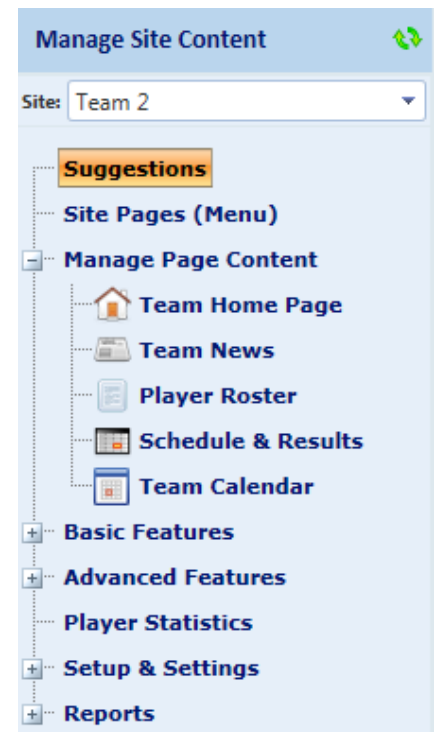 Manage Site Content
Site: Team 2
Suggestions
Site Pages (Menu)
Manage Page Content
Team Home Page
Team News
Player Roster
Schedule & Results
Team Calendar
Basic Features
Advanced Features
Player Statistics
Setup & Settings
Reports